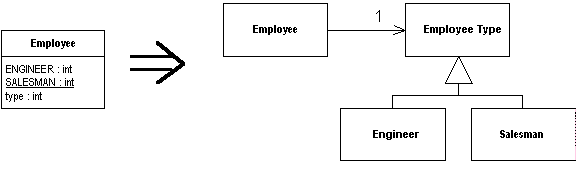 Employee
ENGINEER : int
SALESMAN : int
type : int
Employee
1
Employee Type
Engineer
Salesman